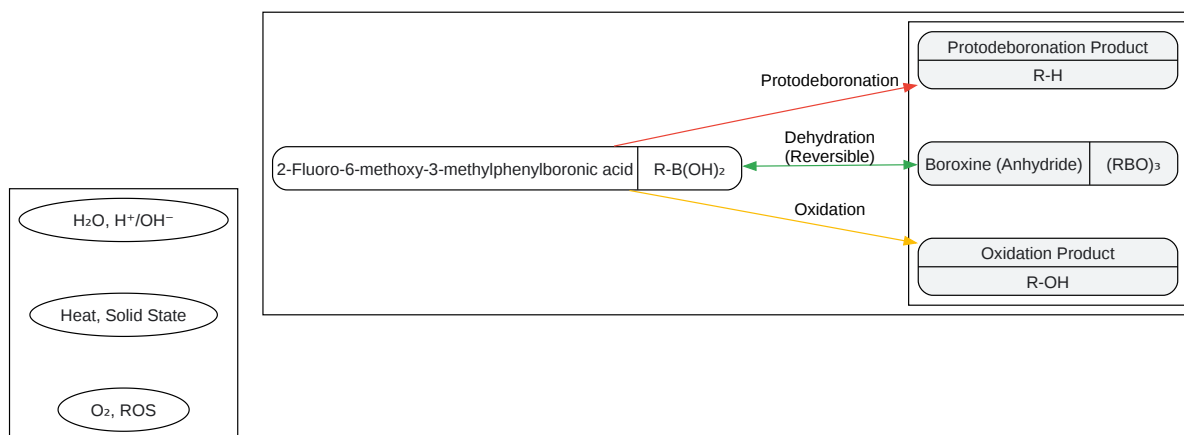 Protodeboronation Product
R-H
Protodeboronation
Dehydration
(Reversible)
2-Fluoro-6-methoxy-3-methylphenylboronic acid
R-B(OH)₂
Boroxine (Anhydride)
(RBO)₃
Oxidation
Oxidation Product
R-OH
H₂O, H⁺/OH⁻
Heat, Solid State
O₂, ROS